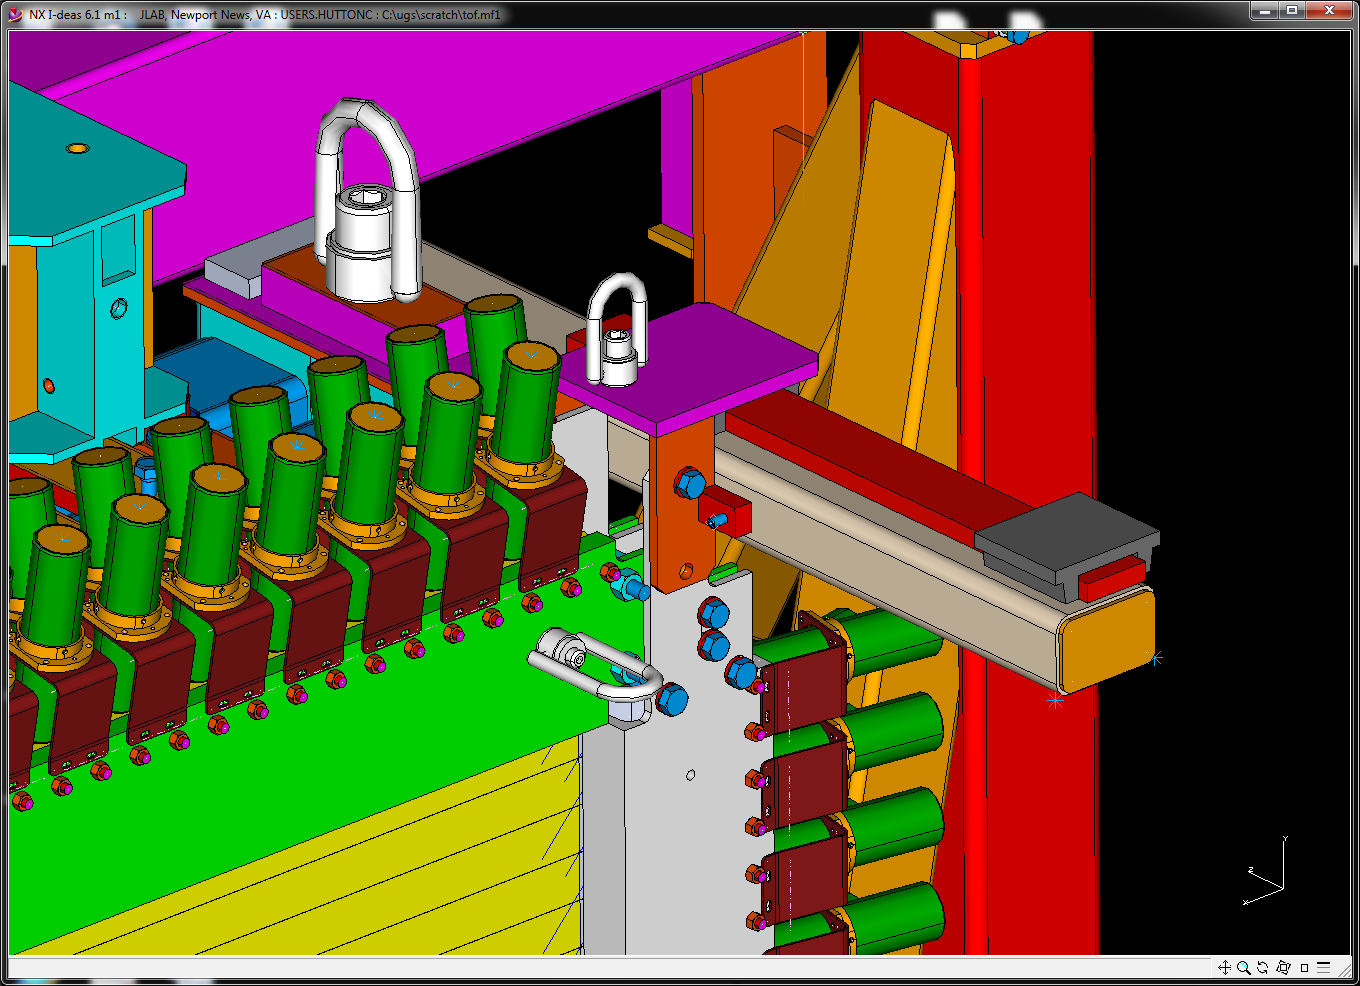 NX I-deas 6.1 m1 : JLAB, Newport News, VA : USERS.HUTTONC : C:\ugs\scratch\tof.mf1
Y
Z
X